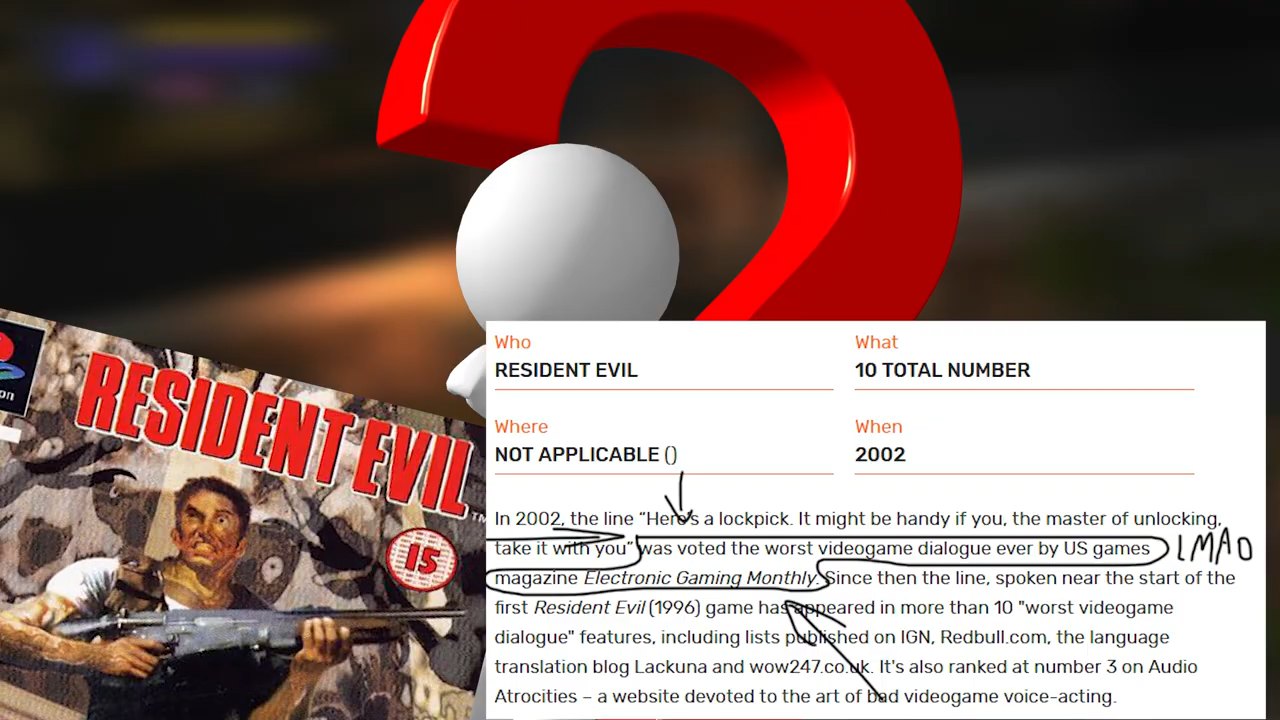 Who
RESIDENT EVIL
What
10 TOTAL NUMBER
Where
NOT APPLICABLE ()
When
2002
In 2002, the line “Here's a lockpick. It might be handy if you, the master of unlocking,
take it with you” was voted the worst videogame dialogue ever by US games
magazine Electronic Gaming Monthly. Since then the line, spoken near the start of the
first Resident Evil (1996) game has appeared in more than 10 "worst videogame
dialogue" features, including lists published on IGN, Redbull.com, the language
translation blog Lackuna and wow247.co.uk. It's also ranked at number 3 on Audio
Atrocities – a website devoted to the art of bad videogame voice-acting.
LMAO
RESIDENT EVIL™
15